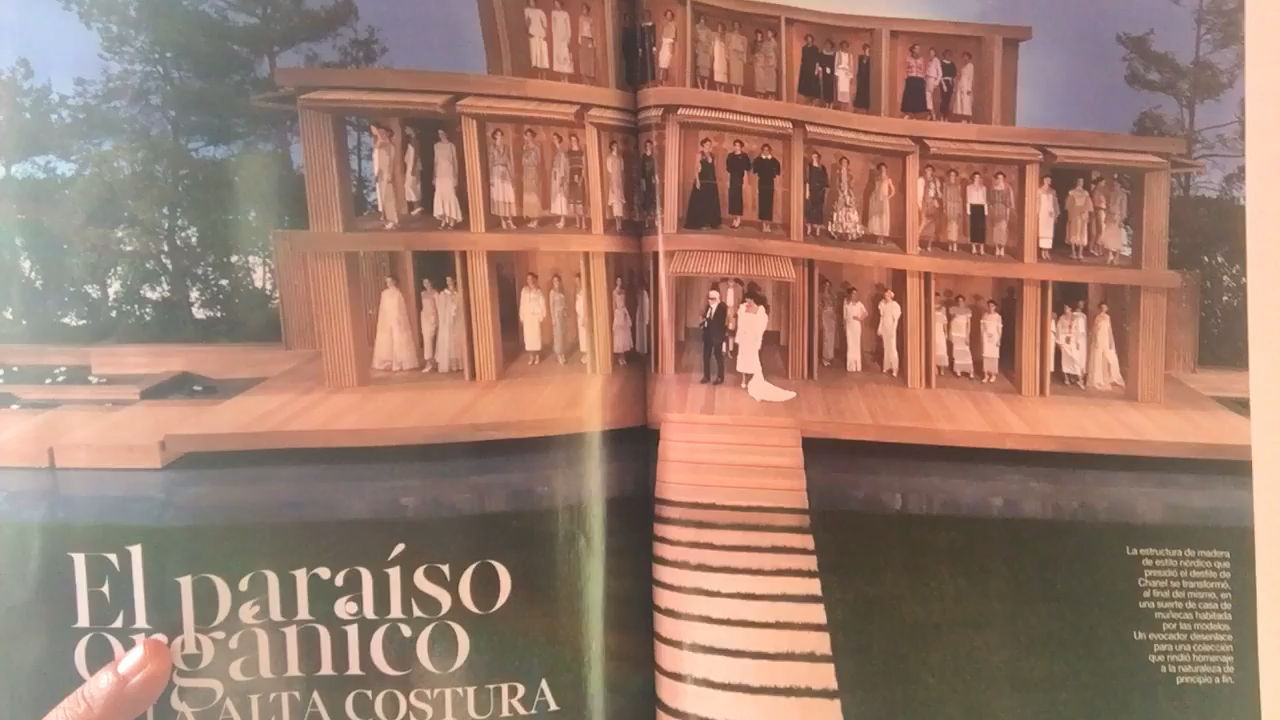 El paraíso
orgánico
LA ALTA COSTURA
La estructura de madera
de estilo nórdico que
presidió el desfile de
Chanel se transformó,
al final del mismo, en
una suerte de casa de
muñecas habitada
por las modelos.
Un evocador desenlace
para una colección
que rindió homenaje
a la naturaleza de
principio a fin.